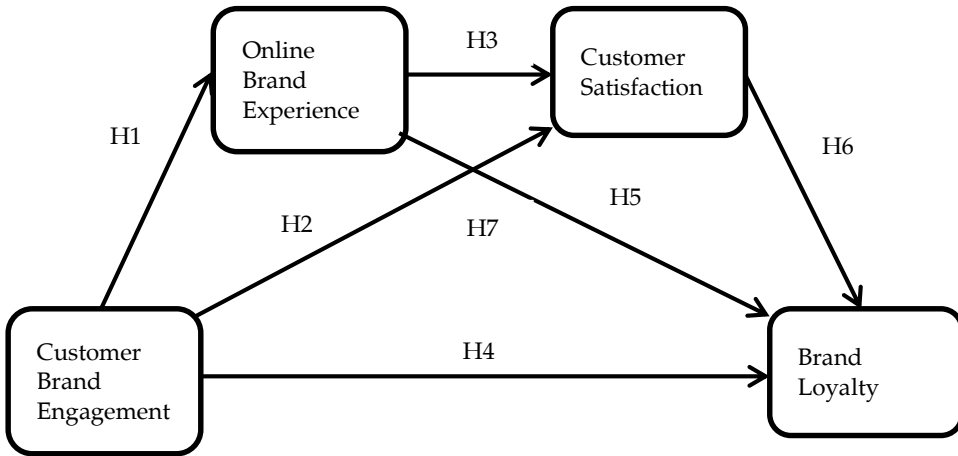 Online
Brand
Experience
H3
Customer
Satisfaction
H1
H6
H2
H7
H5
Customer
Brand
Engagement
H4
Brand
Loyalty